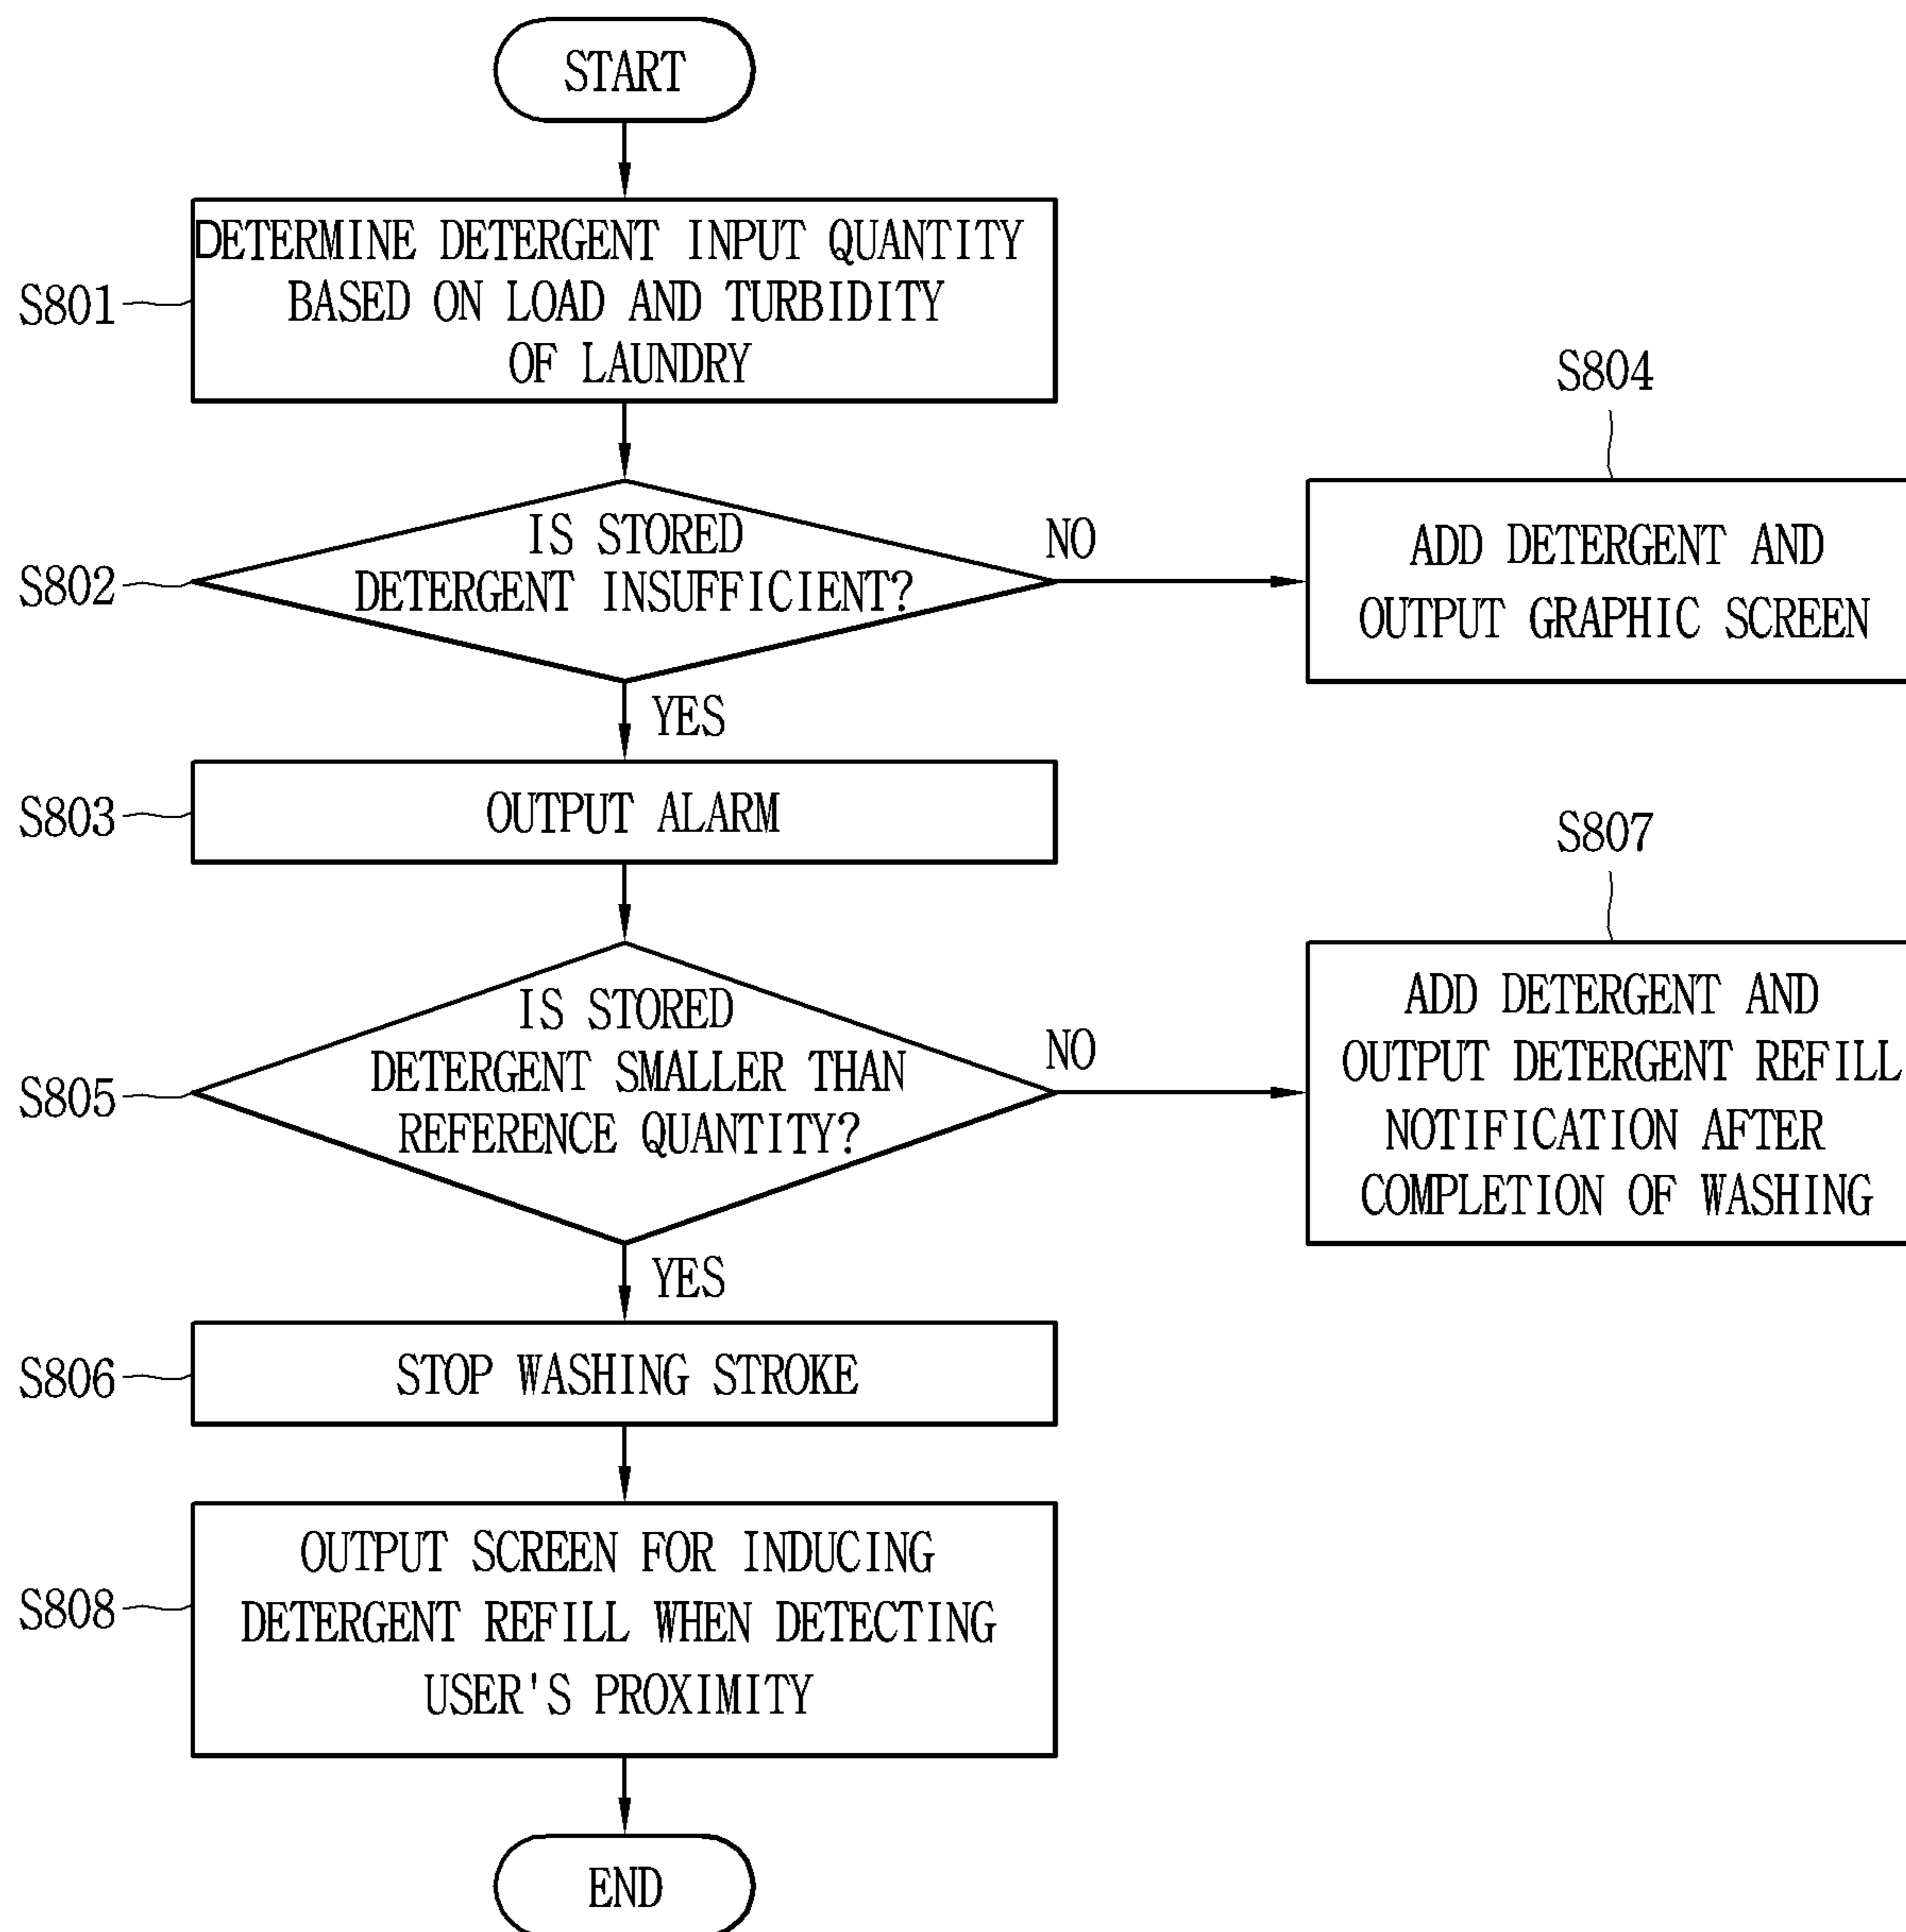 START
S801
DETERMINE DETERGENT INPUT QUANTITY
BASED ON LOAD AND TURBIDITY
OF LAUNDRY
S802
IS STORED
DETERGENT INSUFFICIENT?
NO
S804
ADD DETERGENT AND
OUTPUT GRAPHIC SCREEN
YES
S803
OUTPUT ALARM
S805
IS STORED
DETERGENT SMALLER THAN
REFERENCE QUANTITY?
NO
S807
ADD DETERGENT AND
OUTPUT DETERGENT REFILL
NOTIFICATION AFTER
COMPLETION OF WASHING
YES
S806
STOP WASHING STROKE
S808
OUTPUT SCREEN FOR INDUCING
DETERGENT REFILL WHEN DETECTING
USER'S PROXIMITY
END